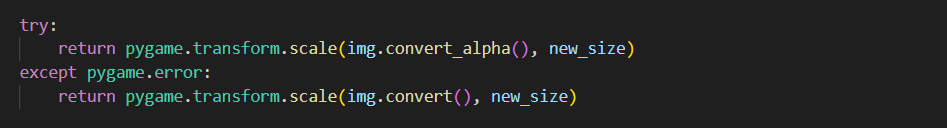 try:
    return pygame.transform.scale(img.convert_alpha(), new_size)
except pygame.error:
    return pygame.transform.scale(img.convert(), new_size)